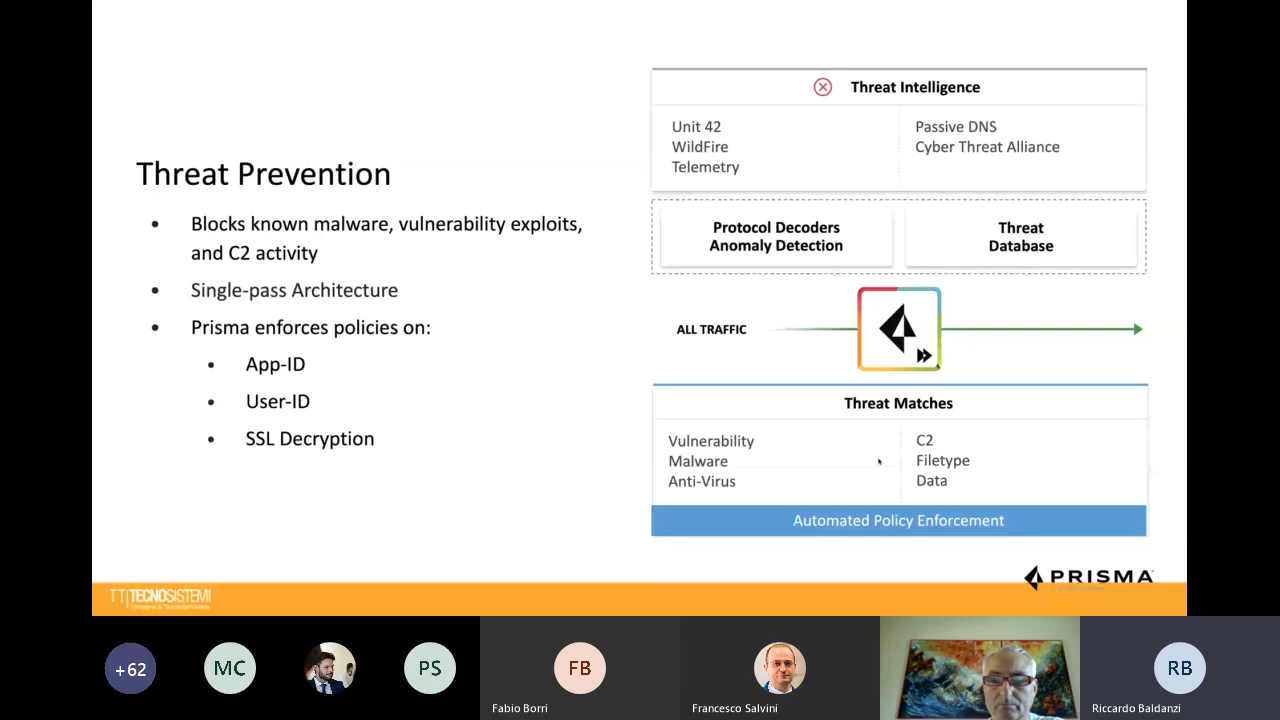 Threat Prevention
• Blocks known malware, vulnerability exploits,
and C2 activity
• Single-pass Architecture
• Prisma enforces policies on:
• App-ID
• User-ID
• SSL Decryption
Threat Intelligence
Unit 42
WildFire
Telemetry
Passive DNS
Cyber Threat Alliance
Protocol Decoders
Anomaly Detection
Threat
Database
ALL TRAFFIC
Threat Matches
Vulnerability
Malware
Anti-Virus
C2
Filetype
Data
Automated Policy Enforcement
PRISMA
TT TECNOSISTEMI
+62
MC
PS
FB
Fabio Borri
Francesco Salvini
RB
Riccardo Baldanzi